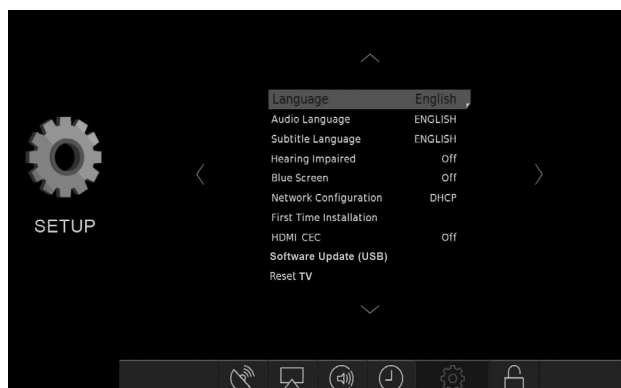 SETUP
Language English
Audio Language ENGLISH
Subtitle Language ENGLISH
Hearing Impaired Off
Blue Screen Off
Network Configuration DHCP
First Time Installation
HDMI CEC Off
Software Update (USB)
Reset TV